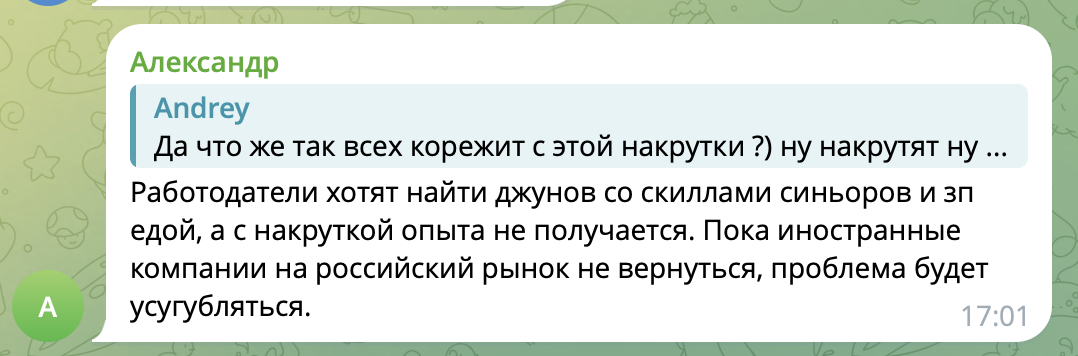 Александр
Andrey
Да что же так всех корежит с этой накрутки ?) ну накрутят ну ...
Работодатели хотят найти джунов со скиллами синьоров и зп
едой, а с накруткой опыта не получается. Пока иностранные
компании на российский рынок не вернуться, проблема будет
усугубляться.
А
17:01